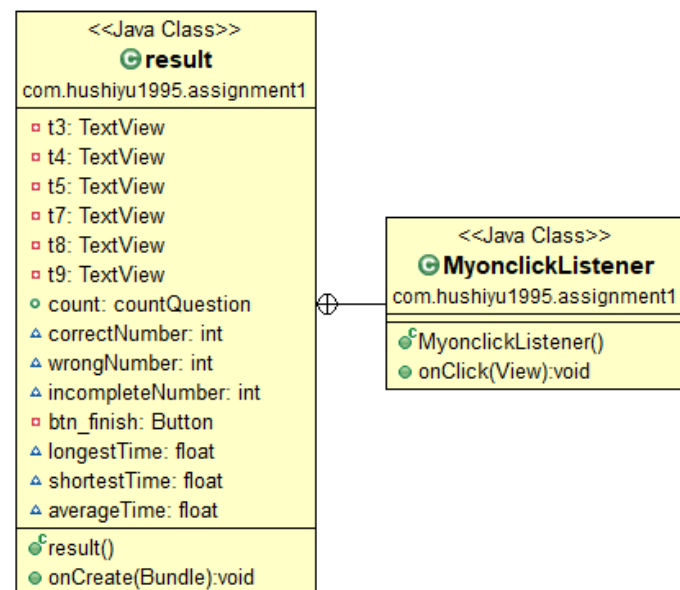 <<Java Class>>
result
com.hushiyu1995.assignment1
t3: TextView
t4: TextView
t5: TextView
t7: TextView
t8: TextView
t9: TextView
count: countQuestion
correctNumber: int
wrongNumber: int
incompleteNumber: int
btn_finish: Button
longestTime: float
shortestTime: float
averageTime: float
result()
onCreate(Bundle):void
<<Java Class>>
MyonclickListener
com.hushiyu1995.assignment1
MyonclickListener()
onClick(View):void